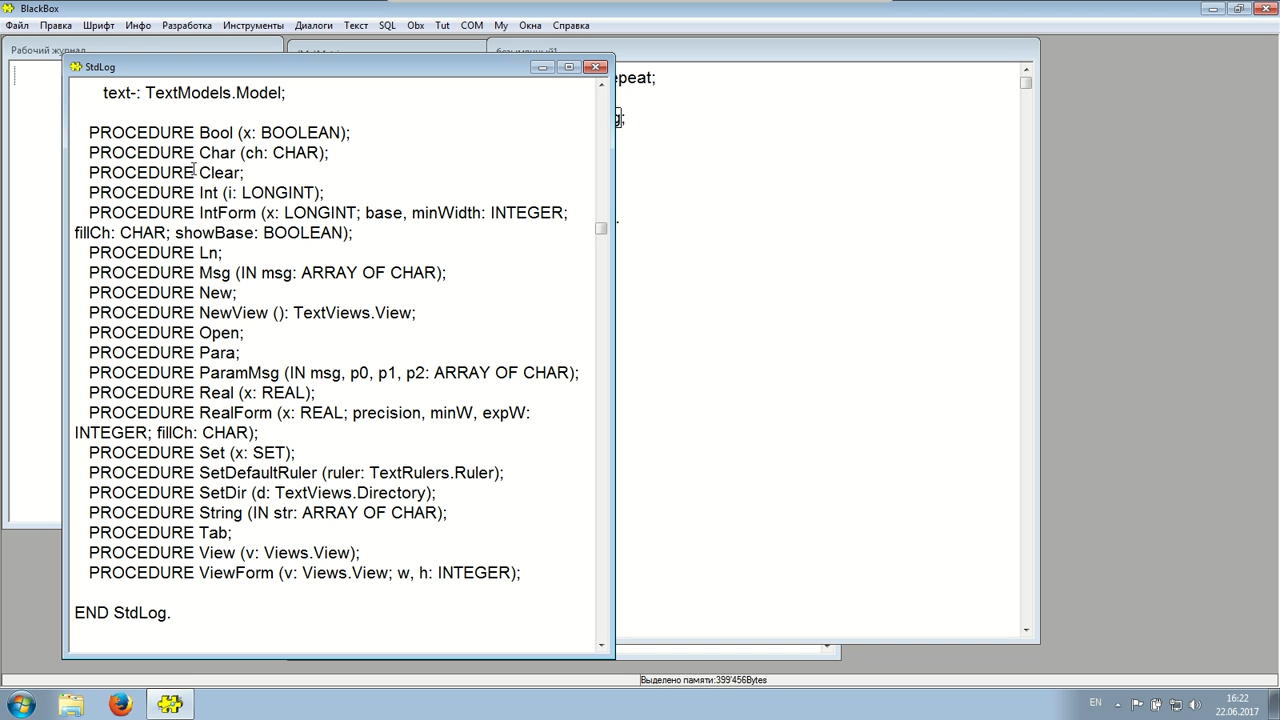 BlackBox
Файл Правка Шрифт Инфо Разработка Инструменты Диалоги Текст SQL Obx Tut COM My Окна Справка
Рабочий журнал
безымянный1
StdLog
epeat;
g;
text-: TextModels.Model;
PROCEDURE Bool (x: BOOLEAN);
PROCEDURE Char (ch: CHAR);
PROCEDURE Clear;
PROCEDURE Int (i: LONGINT);
PROCEDURE IntForm (x: LONGINT; base, minWidth: INTEGER;
fillCh: CHAR; showBase: BOOLEAN);
PROCEDURE Ln;
PROCEDURE Msg (IN msg: ARRAY OF CHAR);
PROCEDURE New;
PROCEDURE NewView (): TextViews.View;
PROCEDURE Open;
PROCEDURE Para;
PROCEDURE ParamMsg (IN msg, p0, p1, p2: ARRAY OF CHAR);
PROCEDURE Real (x: REAL);
PROCEDURE RealForm (x: REAL; precision, minW, expW:
INTEGER; fillCh: CHAR);
PROCEDURE Set (x: SET);
PROCEDURE SetDefaultRuler (ruler: TextRulers.Ruler);
PROCEDURE SetDir (d: TextViews.Directory);
PROCEDURE String (IN str: ARRAY OF CHAR);
PROCEDURE Tab;
PROCEDURE View (v: Views.View);
PROCEDURE ViewForm (v: Views.View; w, h: INTEGER);
END StdLog.
Выделено памяти:399'456Bytes
EN
16:22
22.06.2017